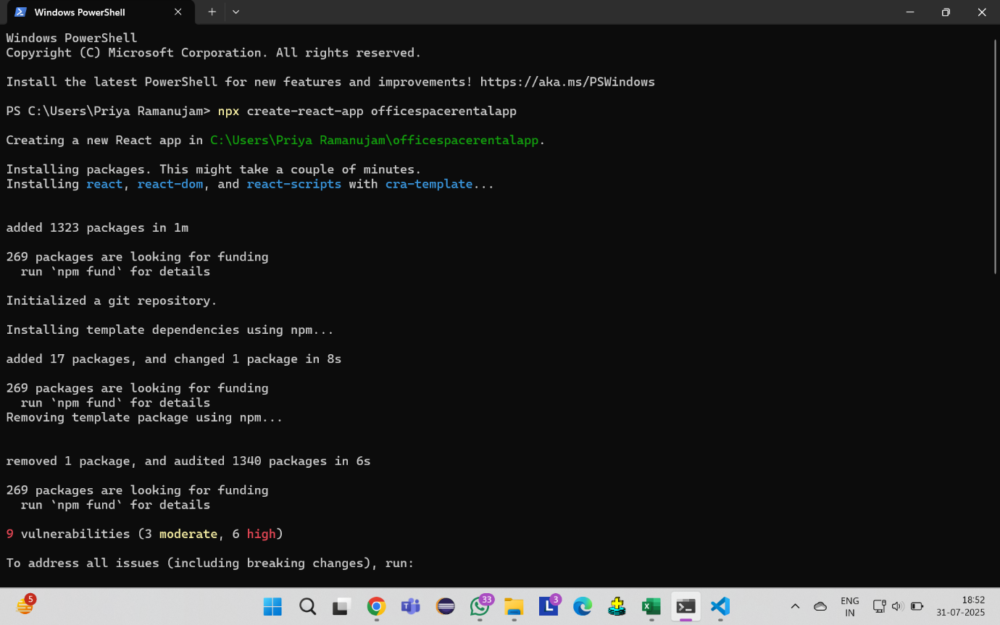 Windows PowerShell
Windows PowerShell
Copyright (C) Microsoft Corporation. All rights reserved.
Install the latest PowerShell for new features and improvements! https://aka.ms/PSWindows
PS C:\Users\Priya Ramanujam> npx create-react-app officespacerentalapp
Creating a new React app in C:\Users\Priya Ramanujam\officespacerentalapp.
Installing packages. This might take a couple of minutes.
Installing react, react-dom, and react-scripts with cra-template...
added 1323 packages in 1m
269 packages are looking for funding
  run `npm fund` for details
Initialized a git repository.
Installing template dependencies using npm...
added 17 packages, and changed 1 package in 8s
269 packages are looking for funding
  run `npm fund` for details
Removing template package using npm...
removed 1 package, and audited 1340 packages in 6s
269 packages are looking for funding
  run `npm fund` for details
9 vulnerabilities (3 moderate, 6 high)
To address all issues (including breaking changes), run:
5
T
33
L
3
X
ENG
IN
18:52
31-07-2025